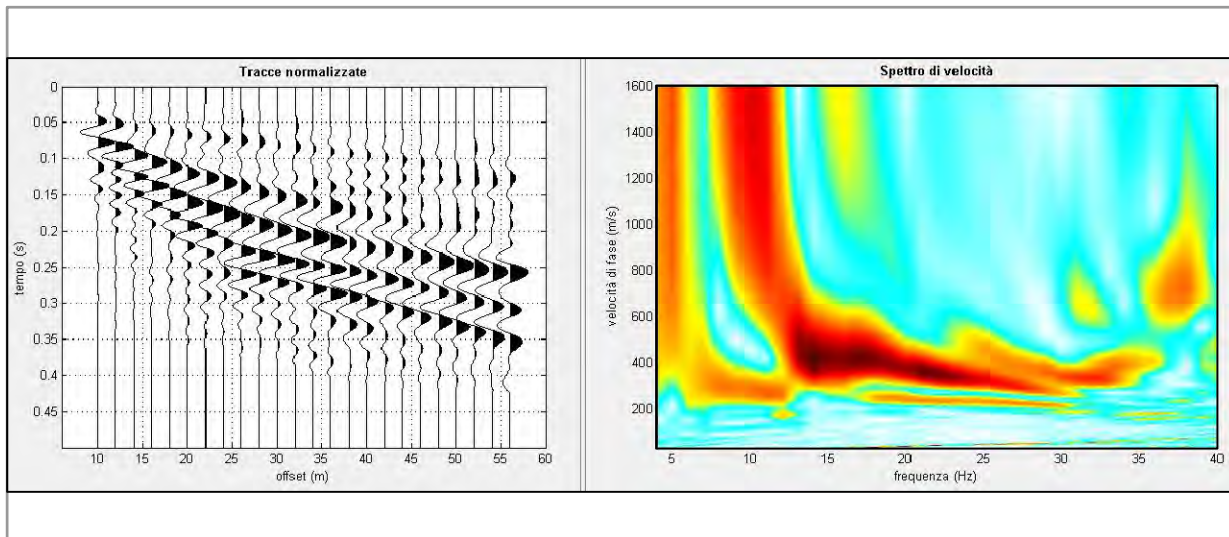 Tracce normalizzate
0
0.05
0.1
0.15
0.2
0.25
0.3
0.35
0.4
0.45
tempo (s)
10 15 20 25 30 35 40 45 50 55 60
offset (m)
Spettro di velocità
1600
1400
1200
1000
800
600
400
200
velocità di fase (m/s)
5 10 15 20 25 30 35 40
frequenza (Hz)